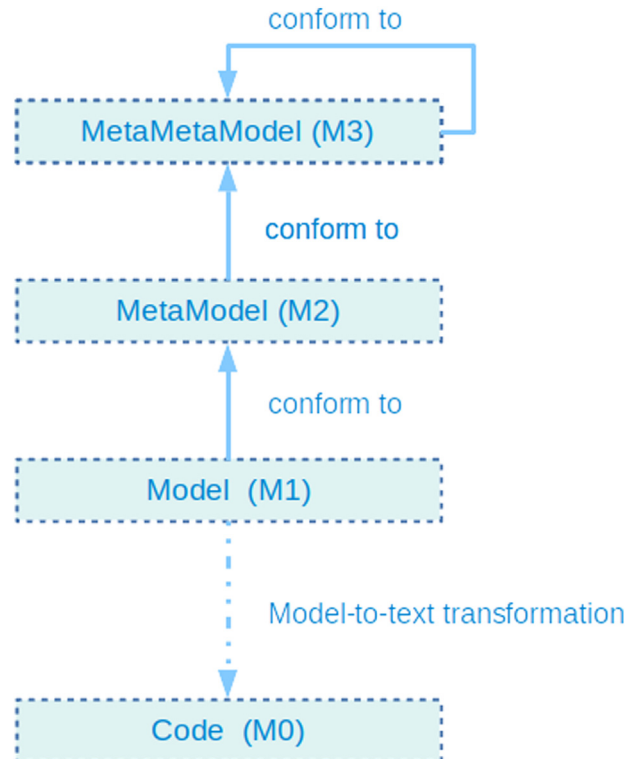 conform to
MetaMetaModel (M3)
conform to
MetaModel (M2)
conform to
Model (M1)
Model-to-text transformation
Code (M0)